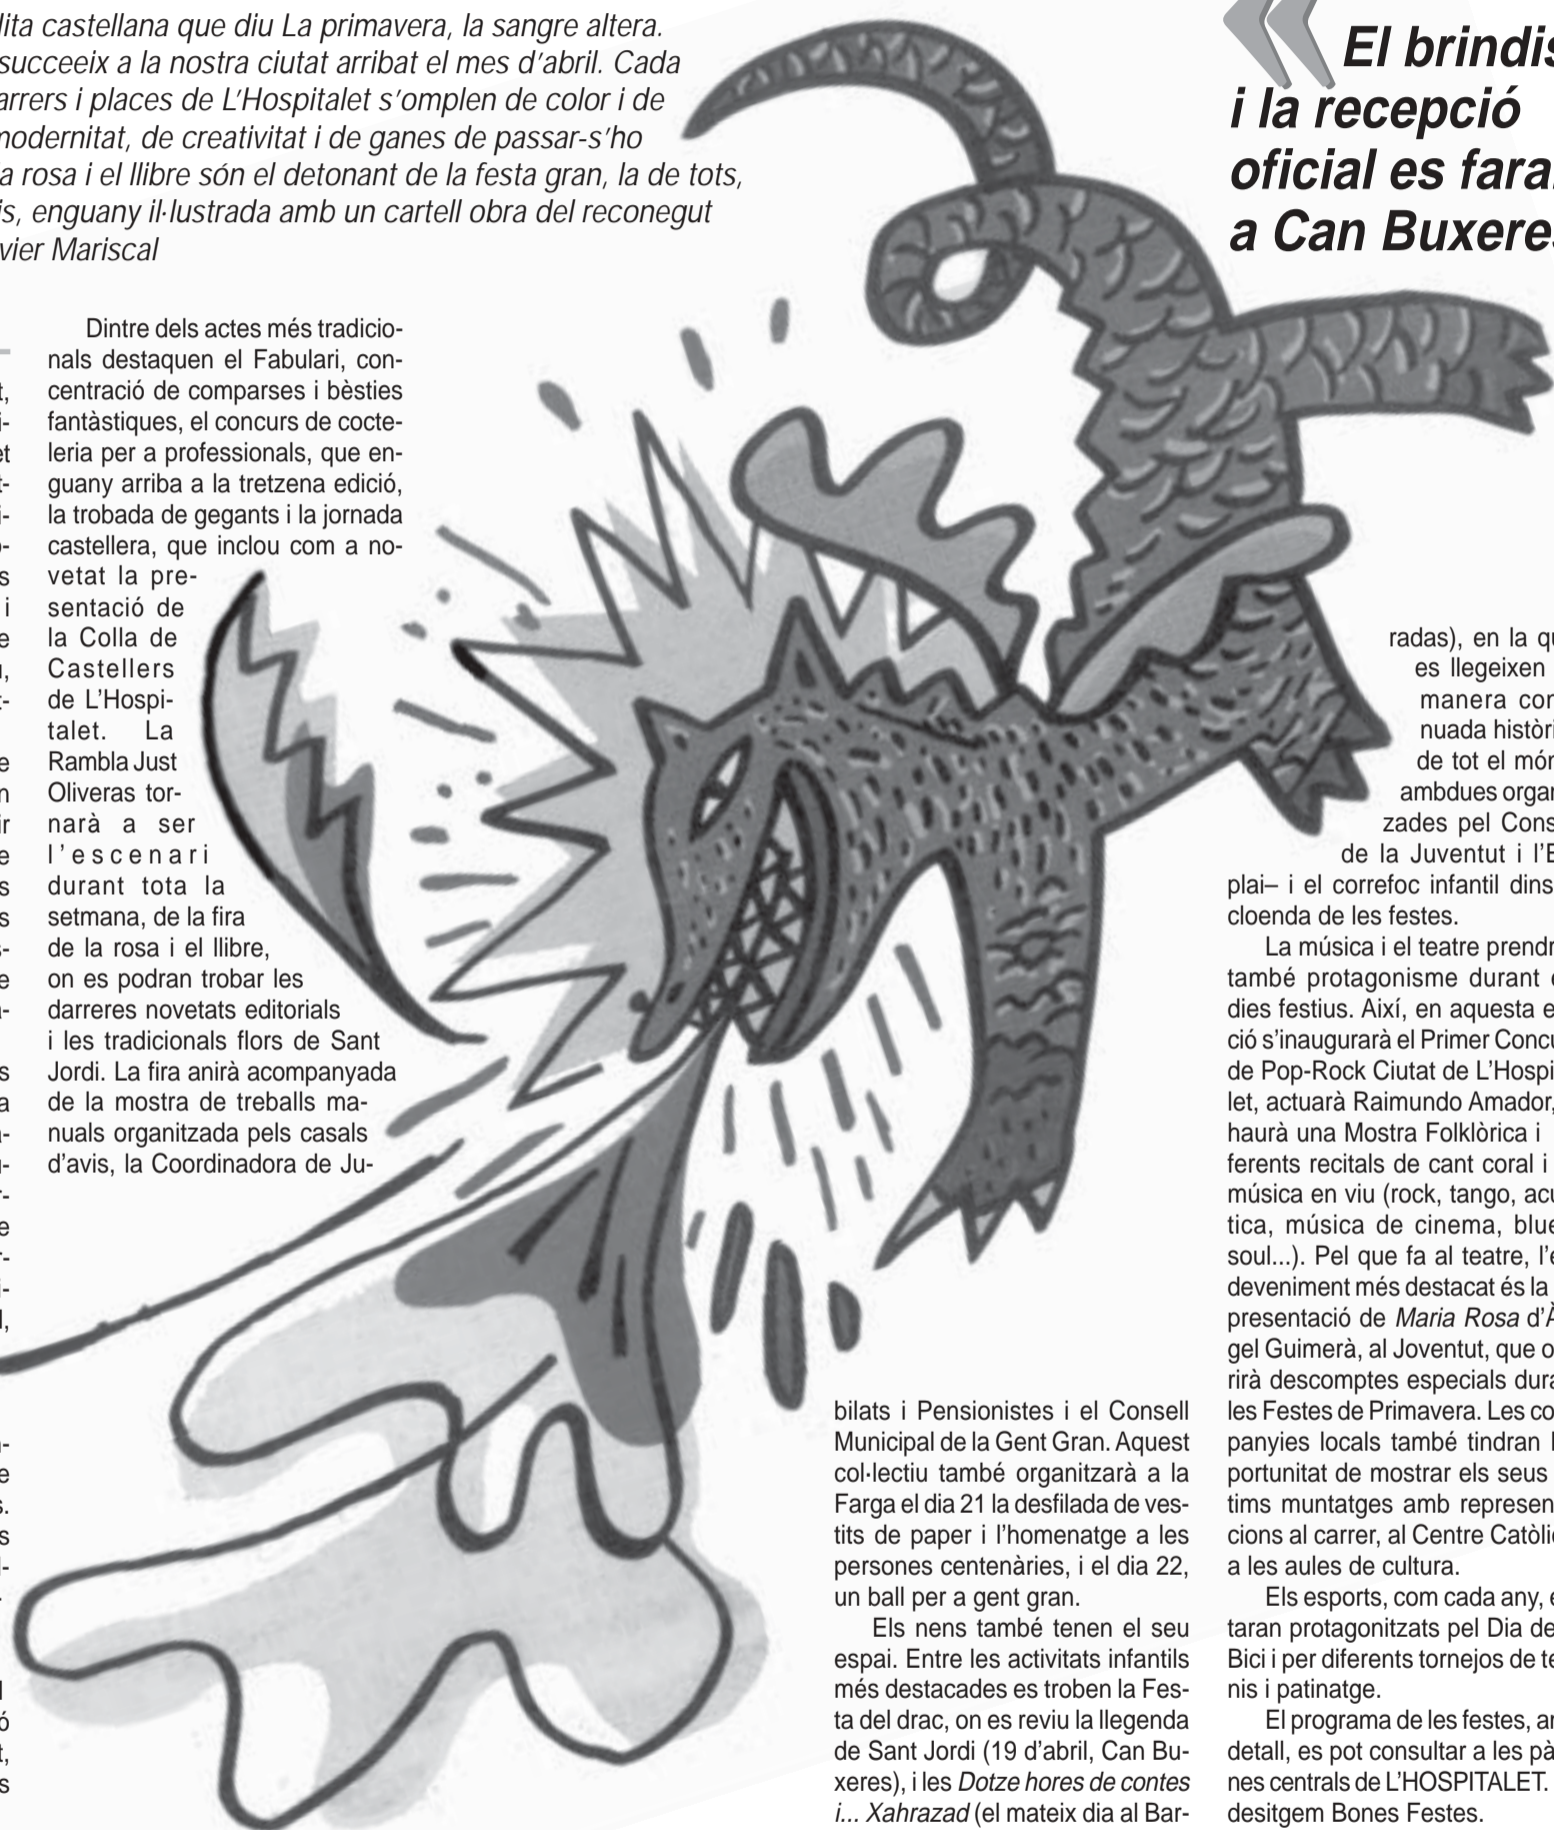 lita castellana que diu La primavera, la sangre altera.
succeeix a la nostra ciutat arribat el mes d'abril. Cada
arrers i places de L'Hospitalet s'omplen de color i de
modernitat, de creativitat i de ganes de passar-s'ho
a rosa i el llibre són el detonant de la festa gran, la de tots,
is, enguany il·lustrada amb un cartell obra del reconegut
vier Mariscal
El brindis
i la recepció
oficial es fara
a Can Buxeres
Dintre dels actes més tradicio-
nals destaquen el Fabulari, con-
centració de comparses i bèsties
fantàstiques, el concurs de cocte-
leria per a professionals, que en-
guany arriba a la tretzena edició,
la trobada de gegants i la jornada
castellera, que inclou com a no-
vetat la pre-
sentació de
la Colla de
Castellers
de L'Hospi-
talet. La
Rambla Just
Oliveras tor-
narà a ser
l'escenari
durant tota la
setmana, de la fira
de la rosa i el llibre,
on es podran trobar les
darreres novetats editorials
i les tradicionals flors de Sant
Jordi. La fira anirà acompanyada
de la mostra de treballs ma-
nuals organitzada pels casals
d'avis, la Coordinadora de Ju-
bilats i Pensionistes i el Consell
Municipal de la Gent Gran. Aquest
col·lectiu també organitzarà a la
Farga el dia 21 la desfilada de ves-
tits de paper i l'homenatge a les
persones centenàries, i el dia 22,
un ball per a gent gran.
Els nens també tenen el seu
espai. Entre les activitats infantils
més destacades es troben la Fes-
ta del drac, on es reviu la llegenda
de Sant Jordi (19 d'abril, Can Bu-
xeres), i les Dotze hores de contes
i... Xahrazad (el mateix dia al Bar-
radas), en la qu
es llegeixen
manera con
nuada històri
de tot el món
ambdues organ
zades pel Cons
de la Juventut i l'E
plai– i el correfoc infantil dins
cloenda de les festes.
La música i el teatre prendr
també protagonisme durant e
dies festius. Així, en aquesta e
ció s'inaugurarà el Primer Concu
de Pop-Rock Ciutat de L'Hospi
let, actuarà Raimundo Amador,
haurà una Mostra Folklòrica i
ferents recitals de cant coral i
música en viu (rock, tango, acú
tica, música de cinema, blue
soul...). Pel que fa al teatre, l'e
deveniment més destacat és la
presentació de Maria Rosa d'À
gel Guimerà, al Joventut, que o
rirà descomptes especials dura
les Festes de Primavera. Les co
panyies locals també tindran l
portunitat de mostrar els seus
tims muntatges amb represen
cions al carrer, al Centre Catòlic
a les aules de cultura.
Els esports, com cada any, e
taran protagonitzats pel Dia de
Bici i per diferents tornejos de te
nis i patinatge.
El programa de les festes, an
detall, es pot consultar a les pà
nes centrals de L'HOSPITALET.
desitgem Bones Festes.